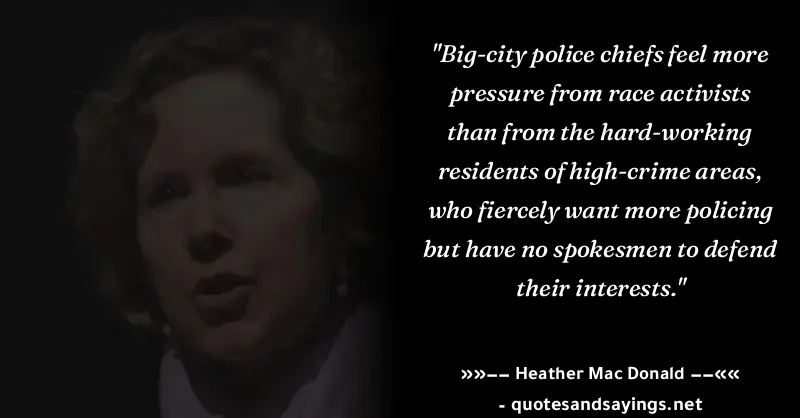 "Big-city police chiefs feel more
pressure from race activists
than from the hard-working
residents of high-crime areas,
who fiercely want more policing
but have no spokesmen to defend
their interests."
»»–– Heather Mac Donald ––««
- quotesandsayings.net